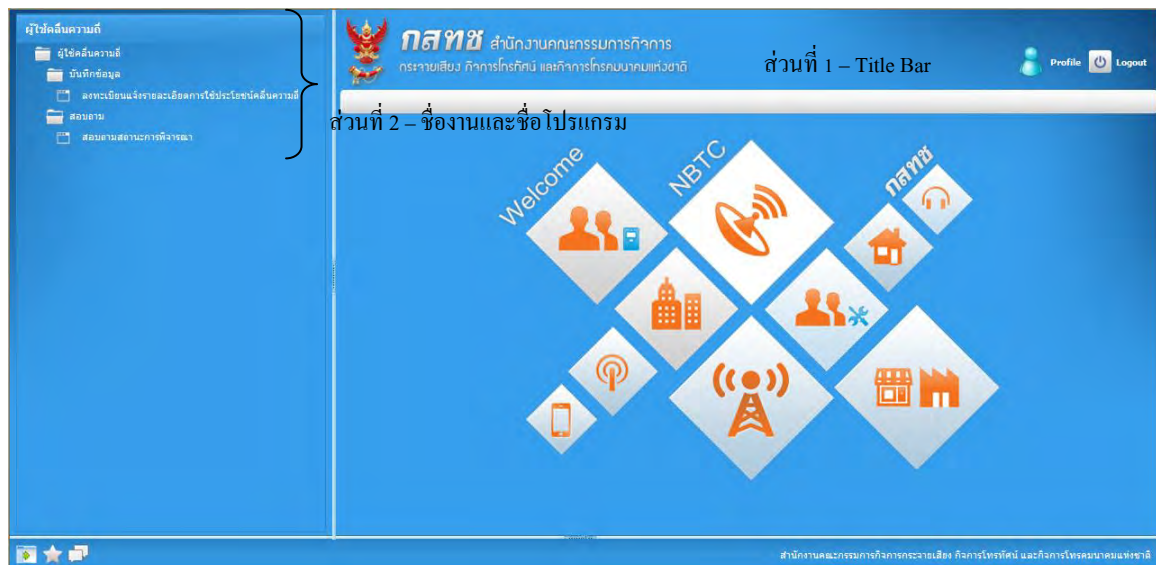 ผู้ใช้คลื่นความถี่
ผู้ใช้คลื่นความถี่
บันทึกข้อมูล
ลงทะเบียนแจ้งรายละเอียดการใช้ประโยชน์คลื่นความถี่
สอบถาม
สอบถามสถานะการพิจารณา
กสทช สำนักงานคณะกรรมการกิจการ
กระจายเสียง กิจการโทรทัศน์ และกิจการโทรคมนาคมแห่งชาติ
ส่วนที่ 1 – Title Bar
Profile
Logout
ส่วนที่ 2 – ชื่องานและชื่อโปรแกรม
Welcome
NBTC
กสทช
สำนักงานคณะกรรมการกิจการกระจายเสียง กิจการโทรทัศน์ และกิจการโทรคมนาคมแห่งชาติ